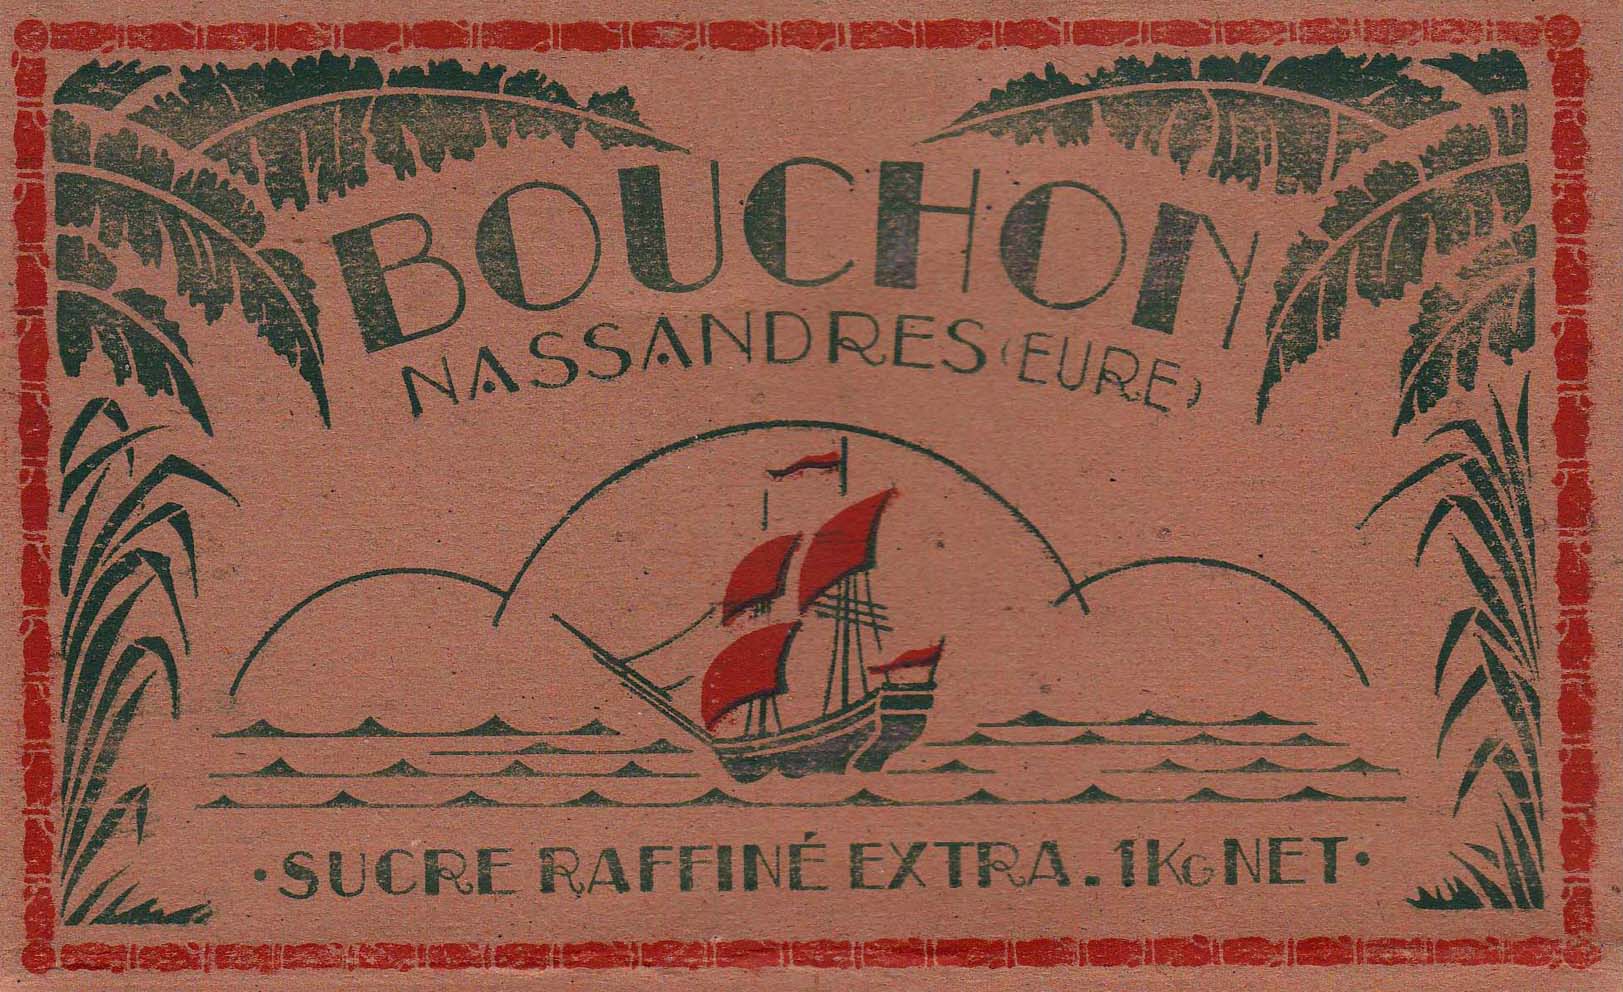 BOUCHON
NASSANDRES (EURE)
·SUCRE RAFFINÉ EXTRA. 1KG NET·